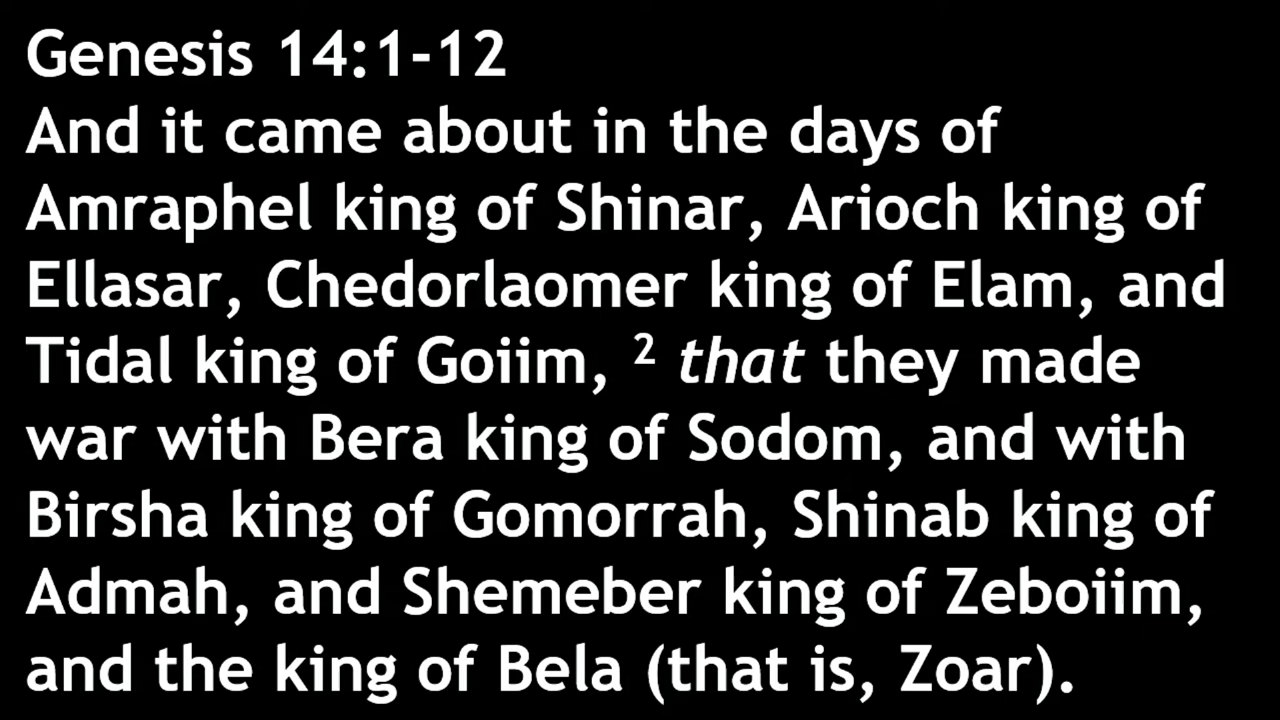 Genesis 14:1-12
And it came about in the days of
Amraphel king of Shinar, Arioch king of
Ellasar, Chedorlaomer king of Elam, and
Tidal king of Goiim, ² that they made
war with Bera king of Sodom, and with
Birsha king of Gomorrah, Shinab king of
Admah, and Shemeber king of Zeboiim,
and the king of Bela (that is, Zoar).